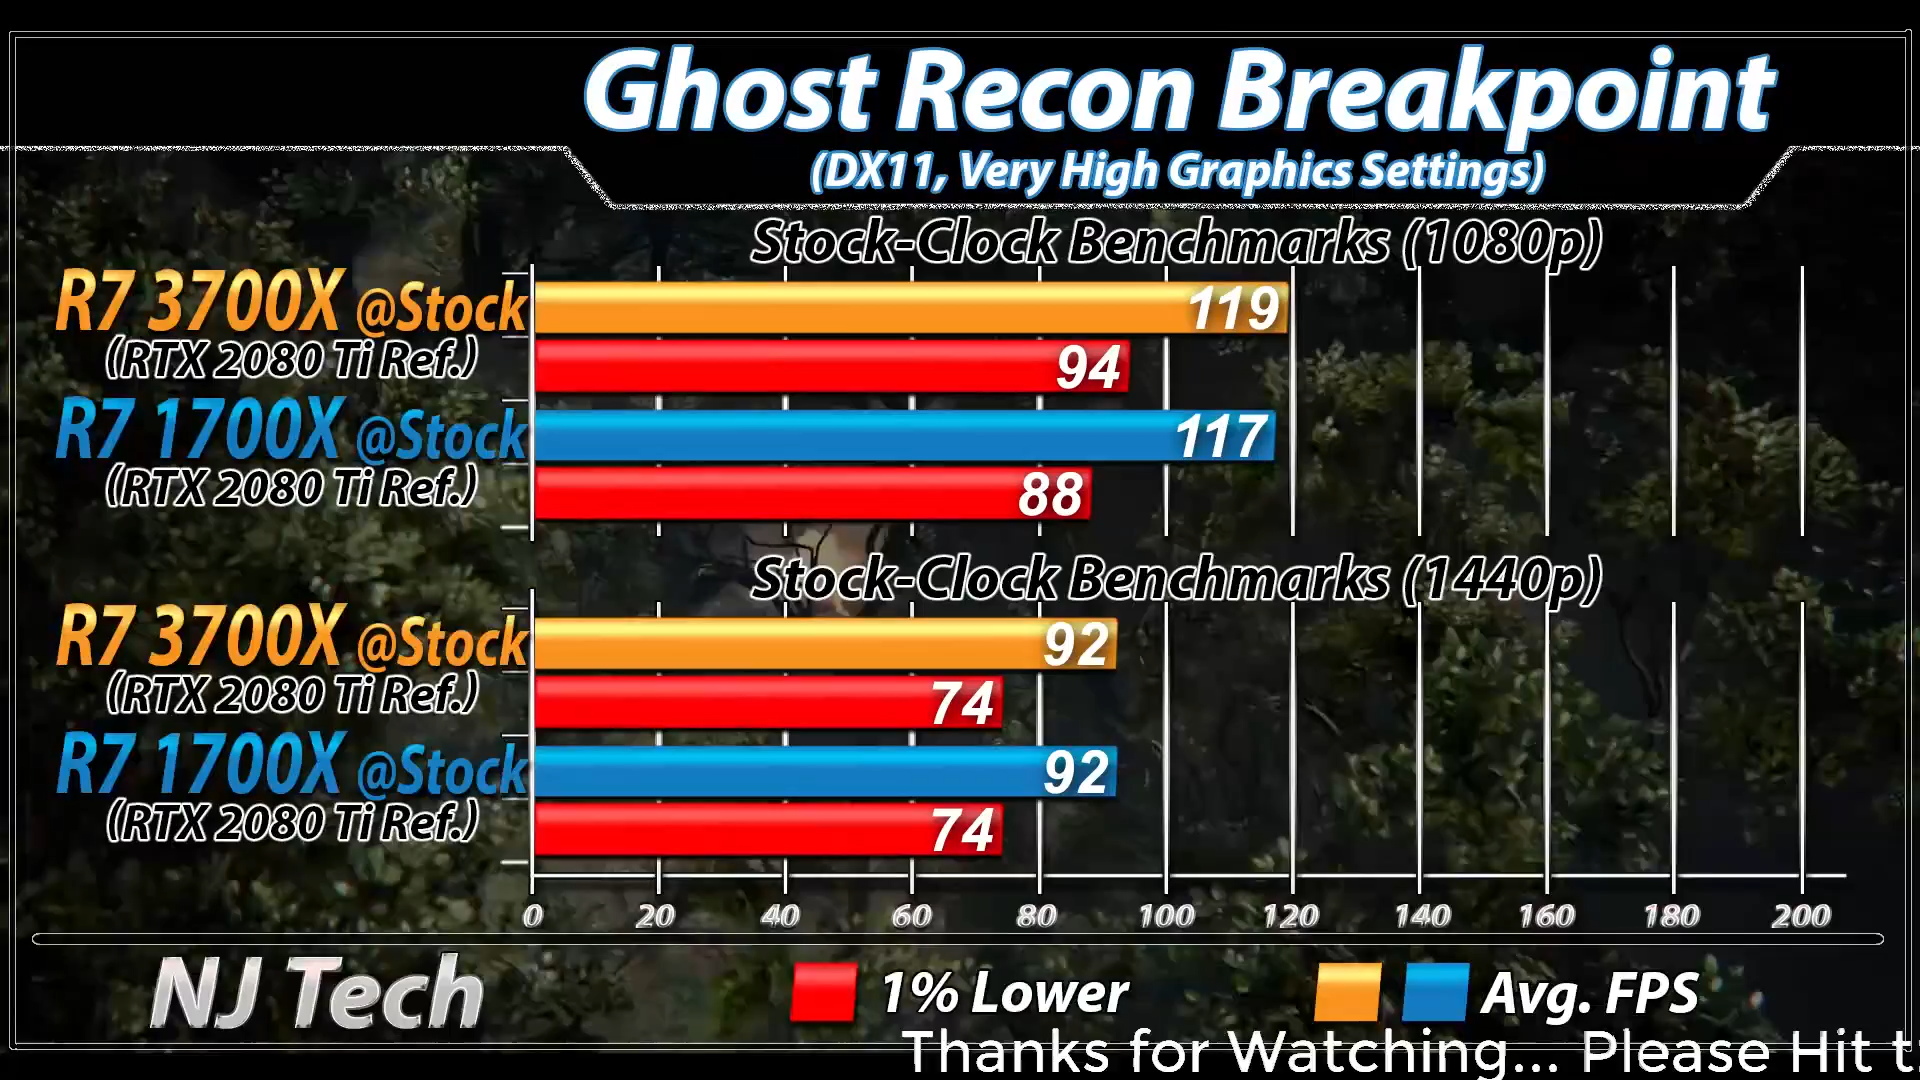 Ghost Recon Breakpoint
(DX11, Very High Graphics Settings)
Stock-Clock Benchmarks (1080p)
R7 3700X @Stock
(RTX 2080 Ti Ref.)
119
94
R7 1700X @Stock
(RTX 2080 Ti Ref.)
117
88
Stock-Clock Benchmarks (1440p)
R7 3700X @Stock
(RTX 2080 Ti Ref.)
92
74
R7 1700X @Stock
(RTX 2080 Ti Ref.)
92
74
0 20 40 60 80 100 120 140 160 180 200
NJ Tech
1% Lower
Avg. FPS
Thanks for Watching... Please Hit